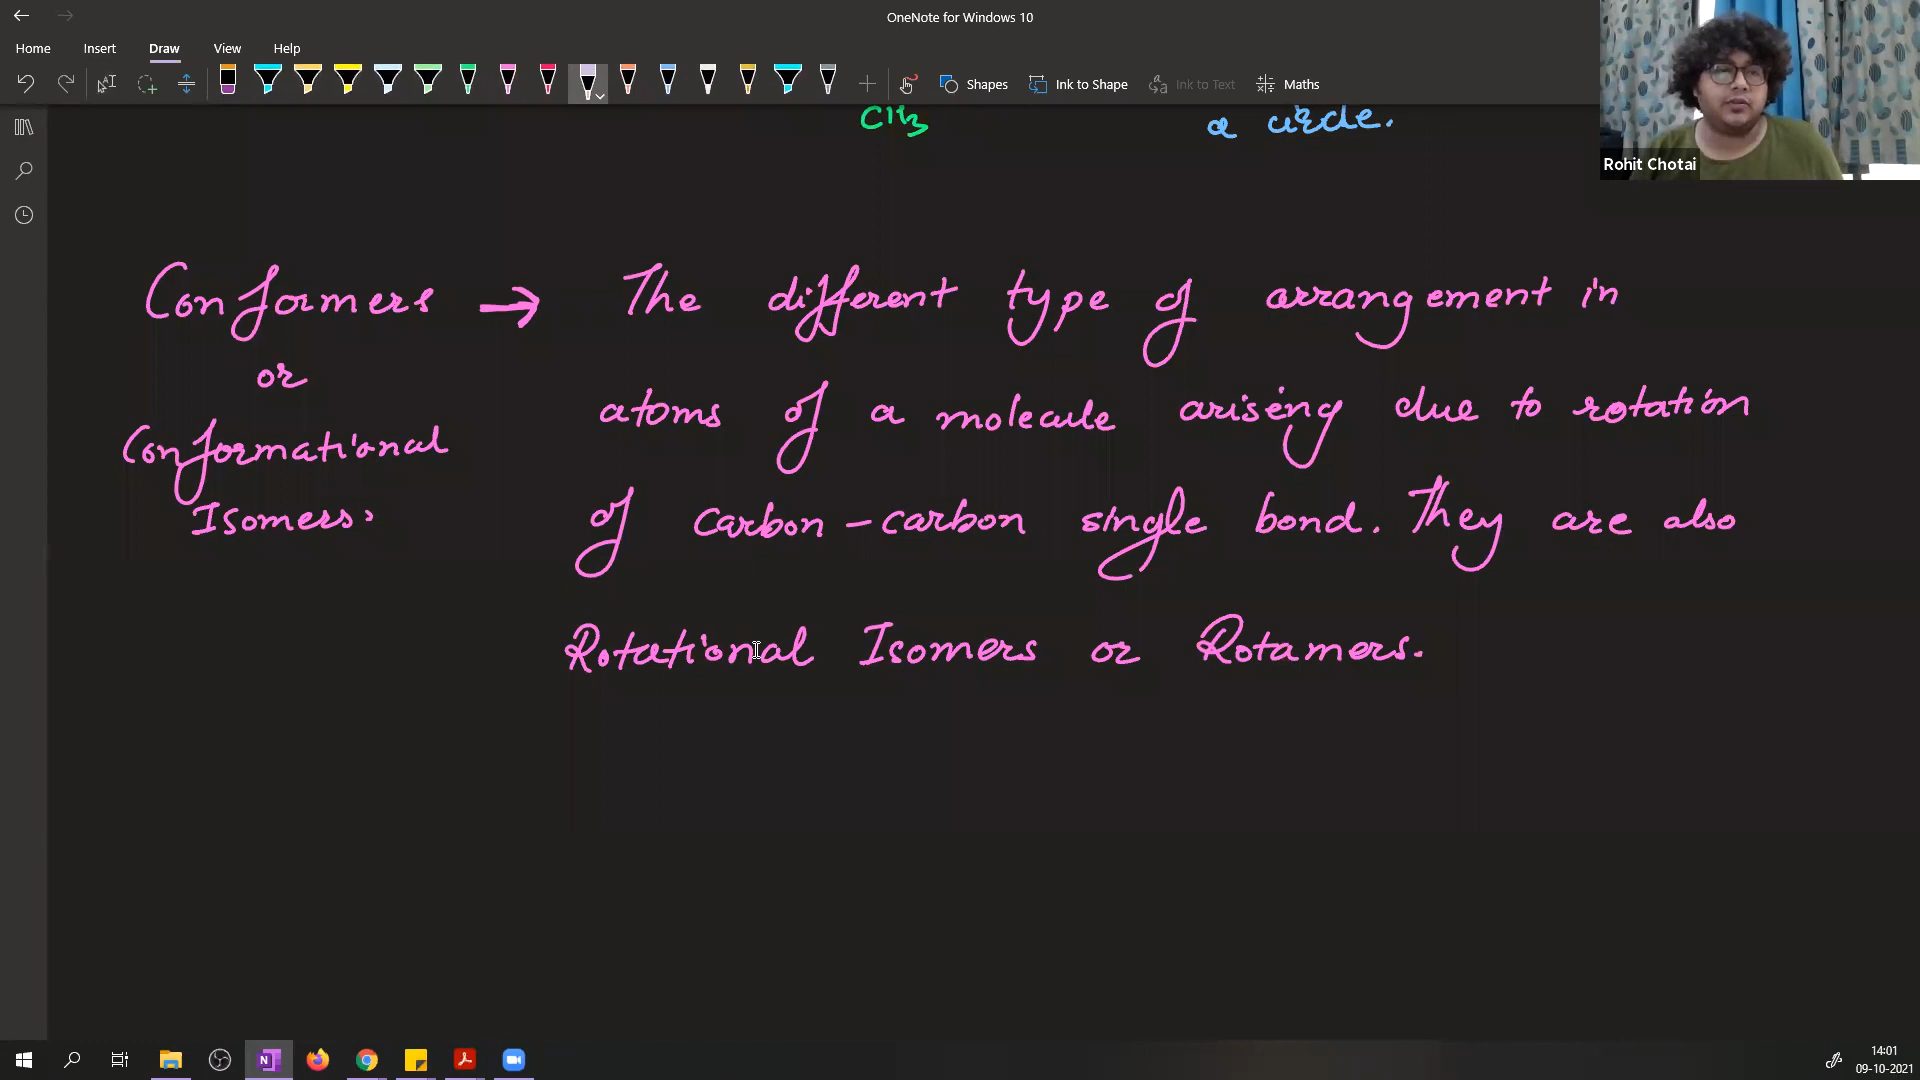 OneNote for Windows 10
Home Insert Draw View Help
Shapes Ink to Shape Ink to Text Maths
Rohit Chotai
CH3 a circle.
Conformers → The different type of arrangement in
or
atoms of a molecule arising due to rotation
Conformational
Isomers
of carbon-carbon single bond. They are also
Rotational Isomers or Rotamers.
14:01
09-10-2021